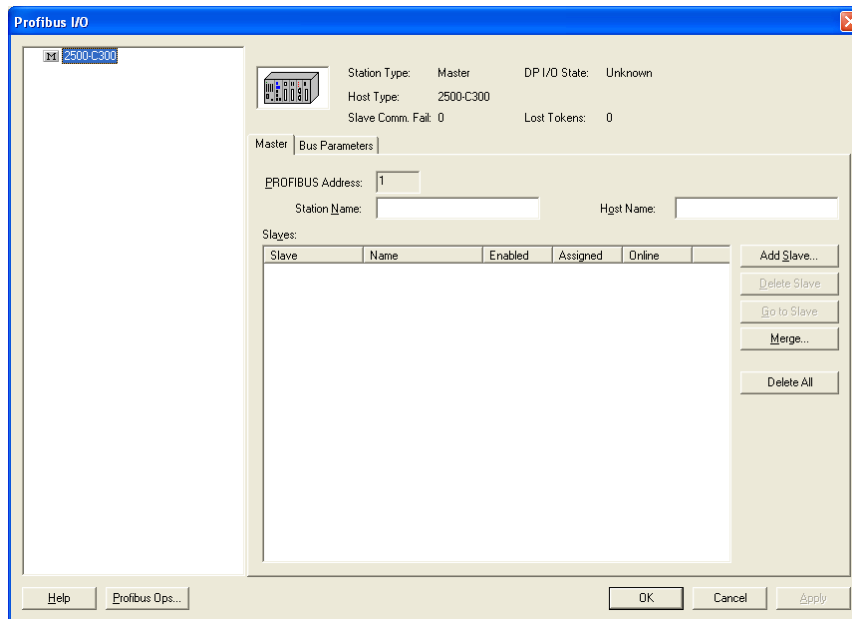 Profibus I/O
M 2500-C300
Station Type: Master DP I/O State: Unknown
Host Type: 2500-C300
Slave Comm. Fail: 0 Lost Tokens: 0
Master Bus Parameters
PROFIBUS Address: 1
Station Name: Host Name:
Slaves:
Slave Name Enabled Assigned Online
Add Slave...
Delete Slave
Go to Slave
Merge...
Delete All
Help Profibus Ops... OK Cancel Apply